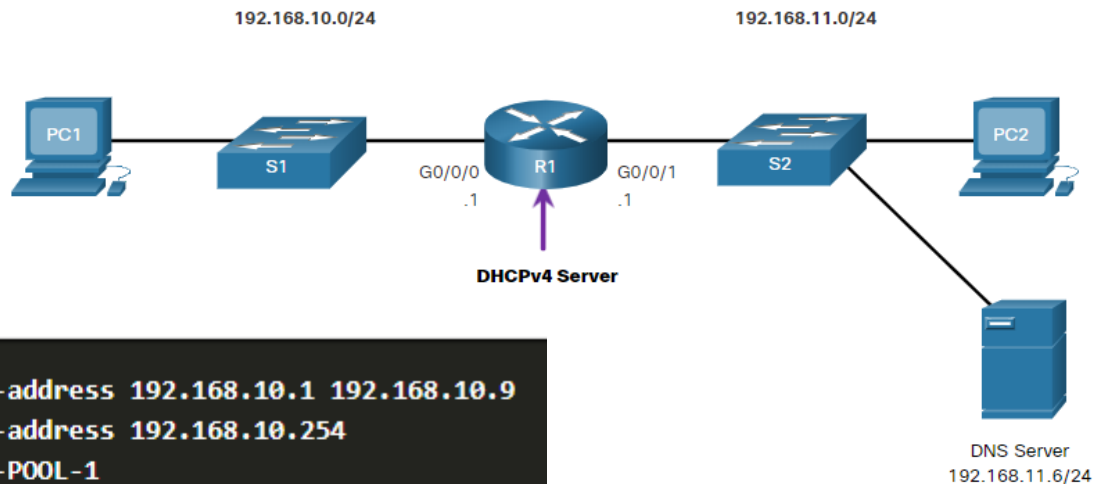 192.168.10.0/24
192.168.11.0/24
PC1
S1
G0/0/0
.1
R1
G0/0/1
.1
S2
PC2
DHCPv4 Server
-address 192.168.10.1 192.168.10.9
-address 192.168.10.254
-POOL-1
DNS Server
192.168.11.6/24